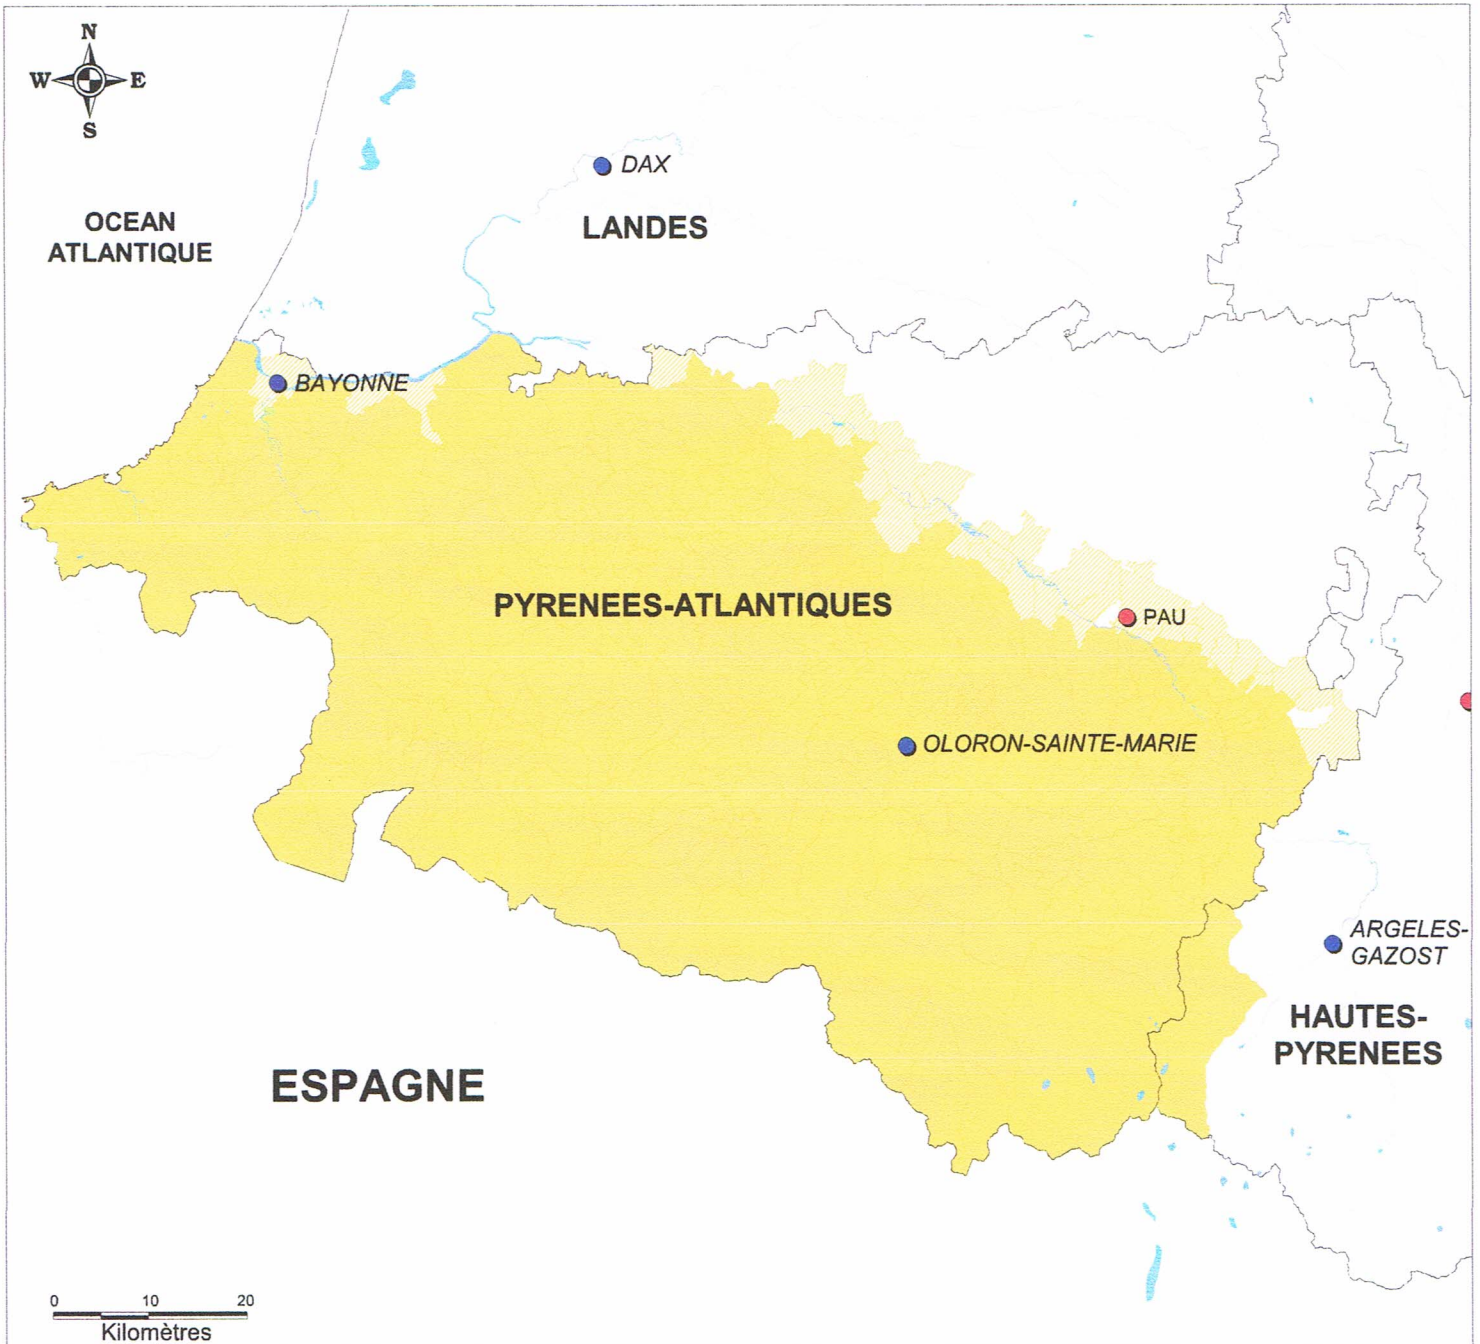 N
W E
S
DAX
OCEAN
ATLANTIQUE
LANDES
BAYONNE
PYRENEES-ATLANTIQUES
PAU
OLORON-SAINTE-MARIE
ARGELES-
GAZOST
HAUTES-
PYRENEES
ESPAGNE
0 10 20
Kilomètres